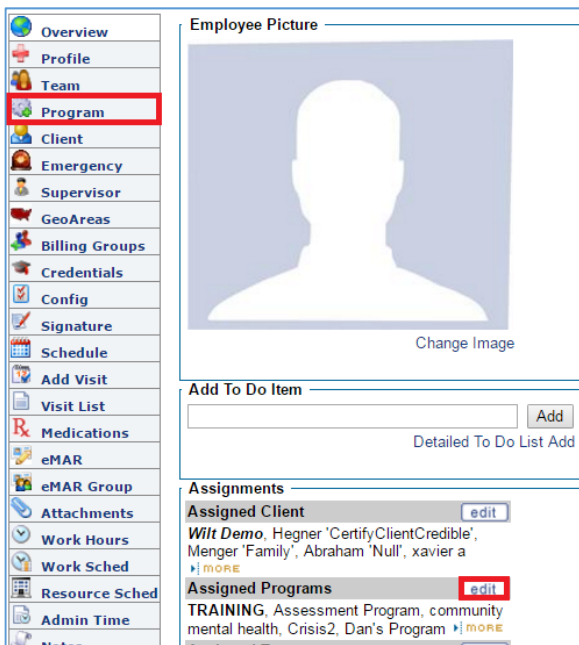 Overview
Profile
Team
Program
Client
Emergency
Supervisor
GeoAreas
Billing Groups
Credentials
Config
Signature
Schedule
Add Visit
Visit List
Medications
eMAR
eMAR Group
Attachments
Work Hours
Work Sched
Resource Sched
Admin Time
Employee Picture
Change Image
Add To Do Item
Add
Detailed To Do List Add
Assignments
Assigned Client edit
Wilt Demo, Hegner 'CertifyClientCredible',
Menger 'Family', Abraham 'Null', xavier a
MORE
Assigned Programs edit
TRAINING, Assessment Program, community
mental health, Crisis2, Dan's Program MORE